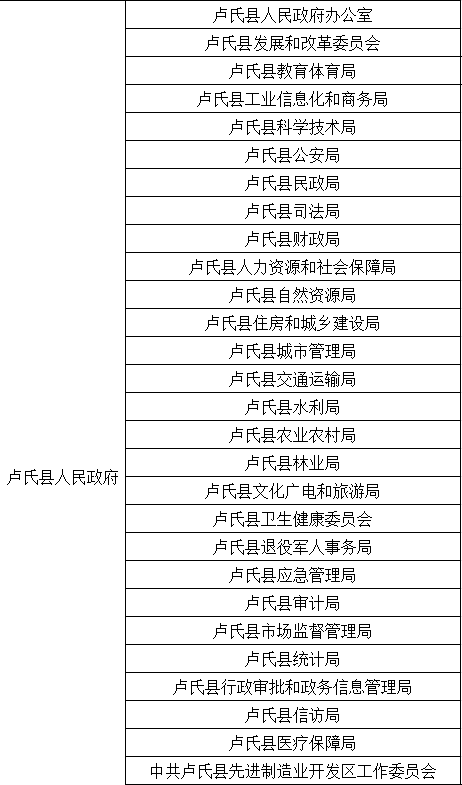 卢氏县人民政府
卢氏县人民政府办公室
卢氏县发展和改革委员会
卢氏县教育体育局
卢氏县工业信息化和商务局
卢氏县科学技术局
卢氏县公安局
卢氏县民政局
卢氏县司法局
卢氏县财政局
卢氏县人力资源和社会保障局
卢氏县自然资源局
卢氏县住房和城乡建设局
卢氏县城市管理局
卢氏县交通运输局
卢氏县水利局
卢氏县农业农村局
卢氏县林业局
卢氏县文化广电和旅游局
卢氏县卫生健康委员会
卢氏县退役军人事务局
卢氏县应急管理局
卢氏县审计局
卢氏县市场监督管理局
卢氏县统计局
卢氏县行政审批和政务信息管理局
卢氏县信访局
卢氏县医疗保障局
中共卢氏县先进制造业开发区工作委员会